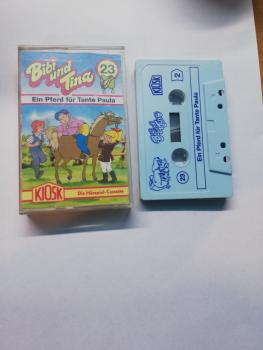 Bibi
und
Tina
23
Ein Pferd für Tante Paula
KIOSK
Die Hörspiel-Cassette
KIOSK
2
Ein Pferd für Tante Paula
23